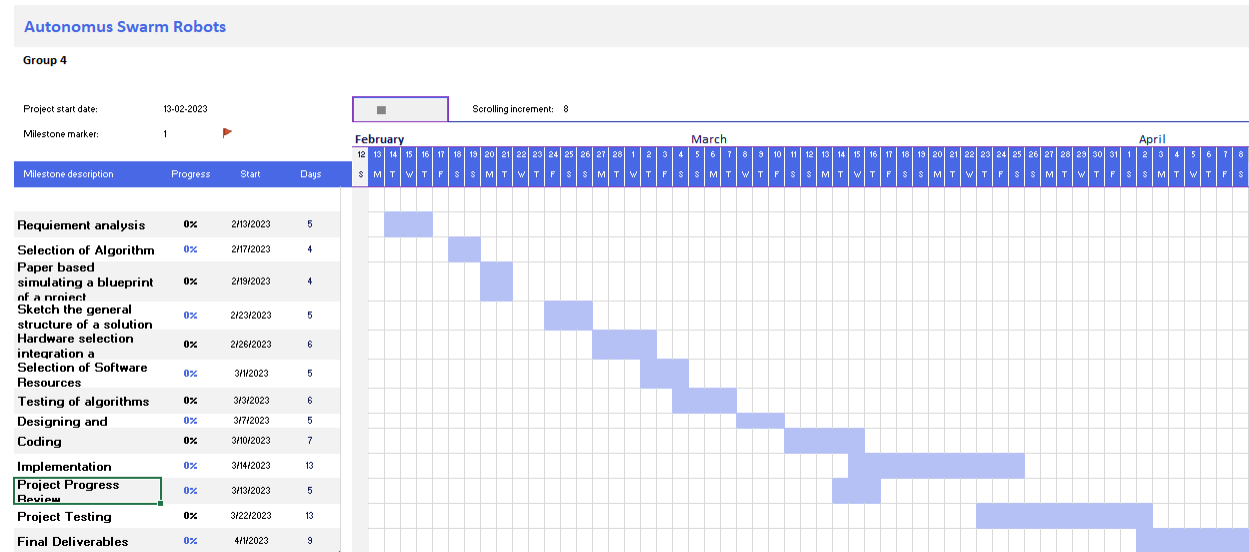 Autonomus Swarm Robots
Group 4
Project start date: 13-02-2023 Scrolling increment: 8
Milestone marker: 1
February March April
12 13 14 15 16 17 18 19 20 21 22 23 24 25 26 27 28 1 2 3 4 5 6 7 8 9 10 11 12 13 14 15 16 17 18 19 20 21 22 23 24 25 26 27 28 29 30 31 1 2 3 4 5 6 7 8
Milestone description Progress Start Days S M T W T F S S M T W T F S S M T W T F S S M T W T F S S M T W T F S S M T W T F S S M T W T F S S M T W T F S
Requiement analysis 0% 2/13/2023 5
Selection of Algorithm 0% 2/17/2023 4
Paper based
simulating a blueprint 0% 2/19/2023 4
of a project
Sketch the general
structure of a solution 0% 2/23/2023 5
Hardware selection
integration a 0% 2/26/2023 6
Selection of Software
Resources 0% 3/1/2023 5
Testing of algorithms 0% 3/3/2023 6
Designing and 0% 3/7/2023 5
Coding 0% 3/10/2023 7
Implementation 0% 3/14/2023 13
Project Progress
Review 0% 3/13/2023 5
Project Testing 0% 3/22/2023 13
Final Deliverables 0% 4/1/2023 9